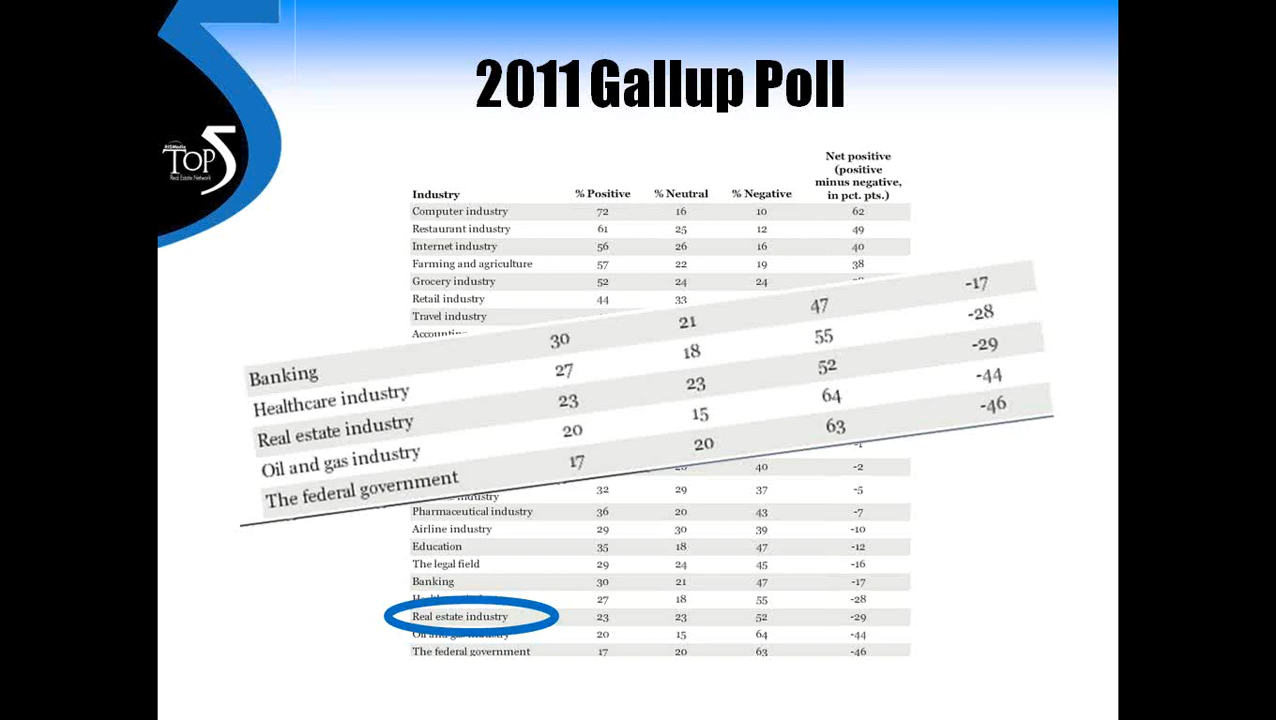 2011 Gallup Poll
RISMedia
TOP 5
Real Estate Network
Net positive
(positive
minus negative,
in pct. pts.)
Industry % Positive % Neutral % Negative
Computer industry 72 16 10 62
Restaurant industry 61 25 12 49
Internet industry 56 26 16 40
Farming and agriculture 57 22 19 38
Grocery industry 52 24 24
Retail industry 44 33
Travel industry
Banking 30 21 47 -17
Healthcare industry 27 18 55 -28
Real estate industry 23 23 52 -29
Oil and gas industry 20 15 64 -44
The federal government 17 20 63 -46
-1
40 -2
industry 32 29 37 -5
Pharmaceutical industry 36 20 43 -7
Airline industry 29 30 39 -10
Education 35 18 47 -12
The legal field 29 24 45 -16
Banking 30 21 47 -17
27 18 55 -28
Real estate industry 23 23 52 -29
Oil and gas industry 20 15 64 -44
The federal government 17 20 63 -46